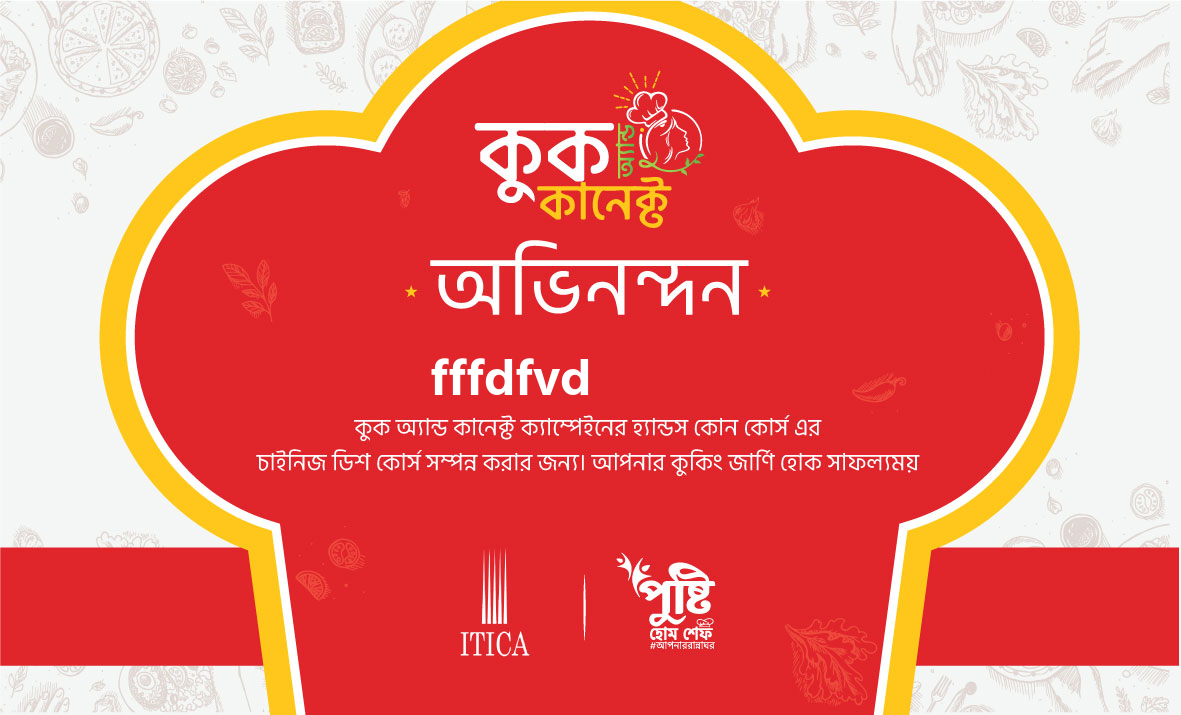 কুক অ্যান্ড
কানেক্ট
অভিনন্দন
fffdfvd
কুক অ্যান্ড কানেক্ট ক্যাম্পেইনের হ্যান্ডস কোন কোর্স এর
চাইনিজ ডিশ কোর্স সম্পন্ন করার জন্য। আপনার কুকিং জার্ণি হোক সাফল্যময়
ITICA
পুষ্টি
হোম শেফ
#আপনাররান্নাঘর